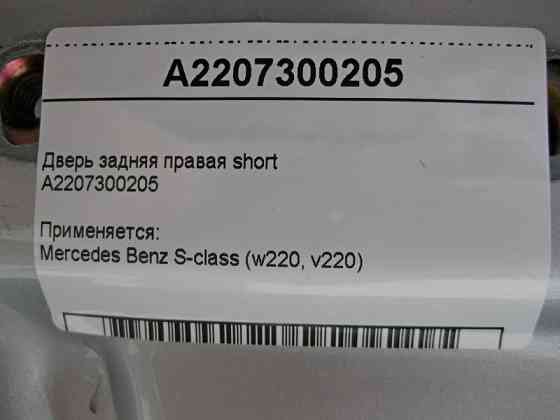 A2207300205
Дверь задняя правая short
A2207300205
Применяется:
Mercedes Benz S-class (w220, v220)